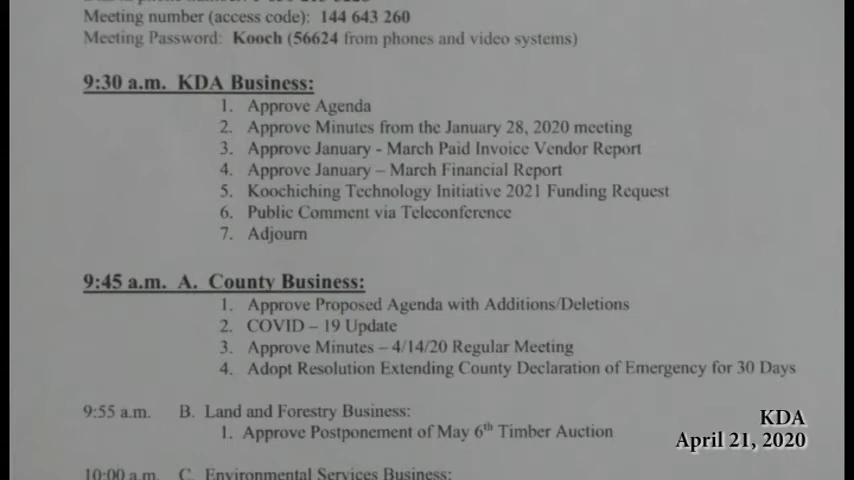 Meeting number (access code): 144 643 260
Meeting Password: Kooch (56624 from phones and video systems)
9:30 a.m. KDA Business:
1. Approve Agenda
2. Approve Minutes from the January 28, 2020 meeting
3. Approve January - March Paid Invoice Vendor Report
4. Approve January – March Financial Report
5. Koochiching Technology Initiative 2021 Funding Request
6. Public Comment via Teleconference
7. Adjourn
9:45 a.m. A. County Business:
1. Approve Proposed Agenda with Additions/Deletions
2. COVID – 19 Update
3. Approve Minutes – 4/14/20 Regular Meeting
4. Adopt Resolution Extending County Declaration of Emergency for 30 Days
9:55 a.m. B. Land and Forestry Business:
1. Approve Postponement of May 6th Timber Auction
10:00 a.m. C. Environmental Services Business:
KDA
April 21, 2020